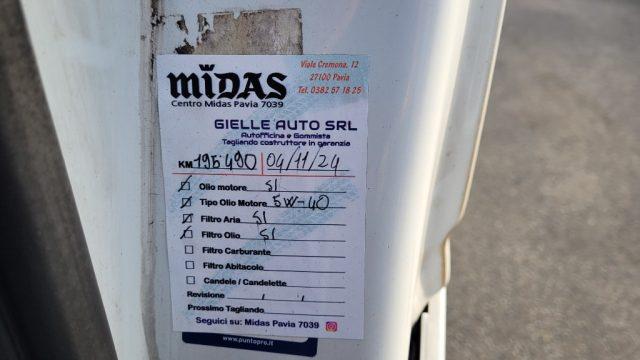 MIDAS
Viale Cremona, 12
27100 Pavia
Tel. 0382 57 18 25
Centro Midas Pavia 7039
GIELLE AUTO SRL
Autofficina e Gommista
Tagliando costruttore in garanzia
KM 195490 04/11/24
Olio motore SI
Tipo Olio Motore 5W-40
Filtro Aria SI
Filtro Olio SI
Filtro Carburante
Filtro Abitacolo
Candele / Candelette
Revisione
Prossimo Tagliando
Seguici su: Midas Pavia 7039
www.puntopro.it